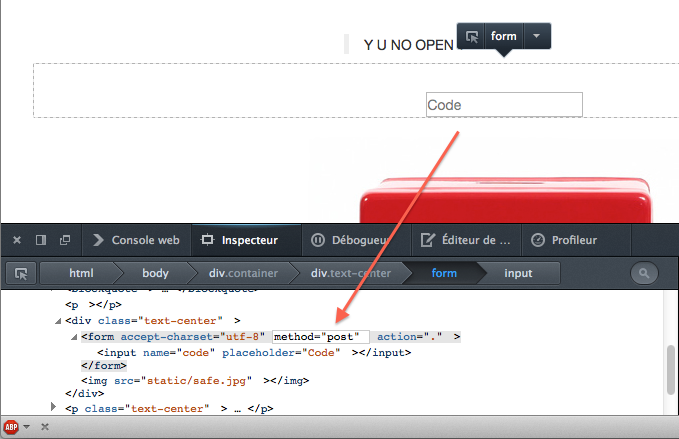 Y U NO OPEN
form
Code
Console web
Inspecteur
Débogueur
Éditeur de ...
Profileur
html
body
div.container
div.text-center
form
input
<p ></p>
<div class="text-center" >
<form accept-charset="utf-8" method="post" action="." >
<input name="code" placeholder="Code" ></input>
</form>
<img src="static/safe.jpg" ></img>
</div>
<p class="text-center" > … </p>
ABP